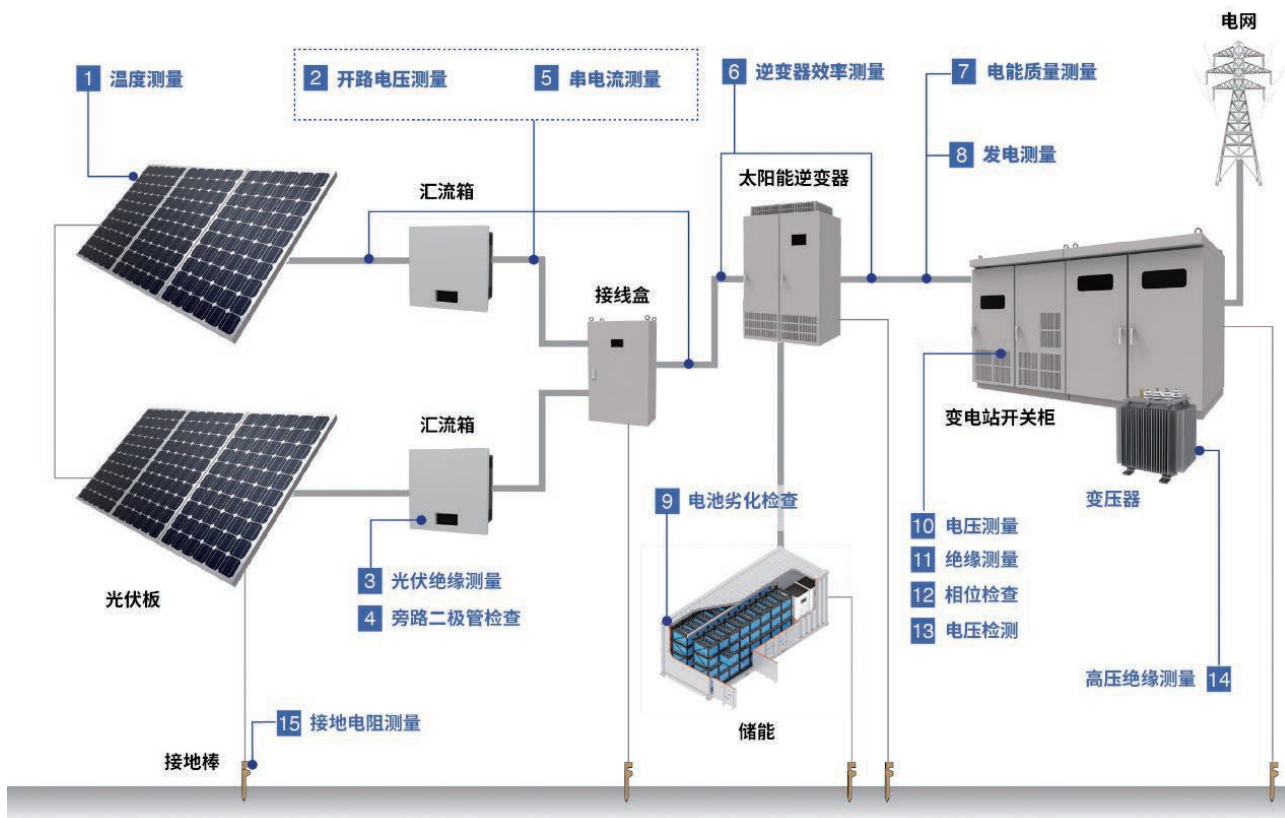 电网
1 温度测量
2 开路电压测量
5 串电流测量
6 逆变器效率测量
7 电能质量测量
8 发电测量
太阳能逆变器
汇流箱
接线盒
汇流箱
变电站开关柜
变压器
9 电池劣化检查
10 电压测量
11 绝缘测量
12 相位检查
13 电压检测
3 光伏绝缘测量
4 旁路二极管检查
光伏板
高压绝缘测量 14
15 接地电阻测量
储能
接地棒